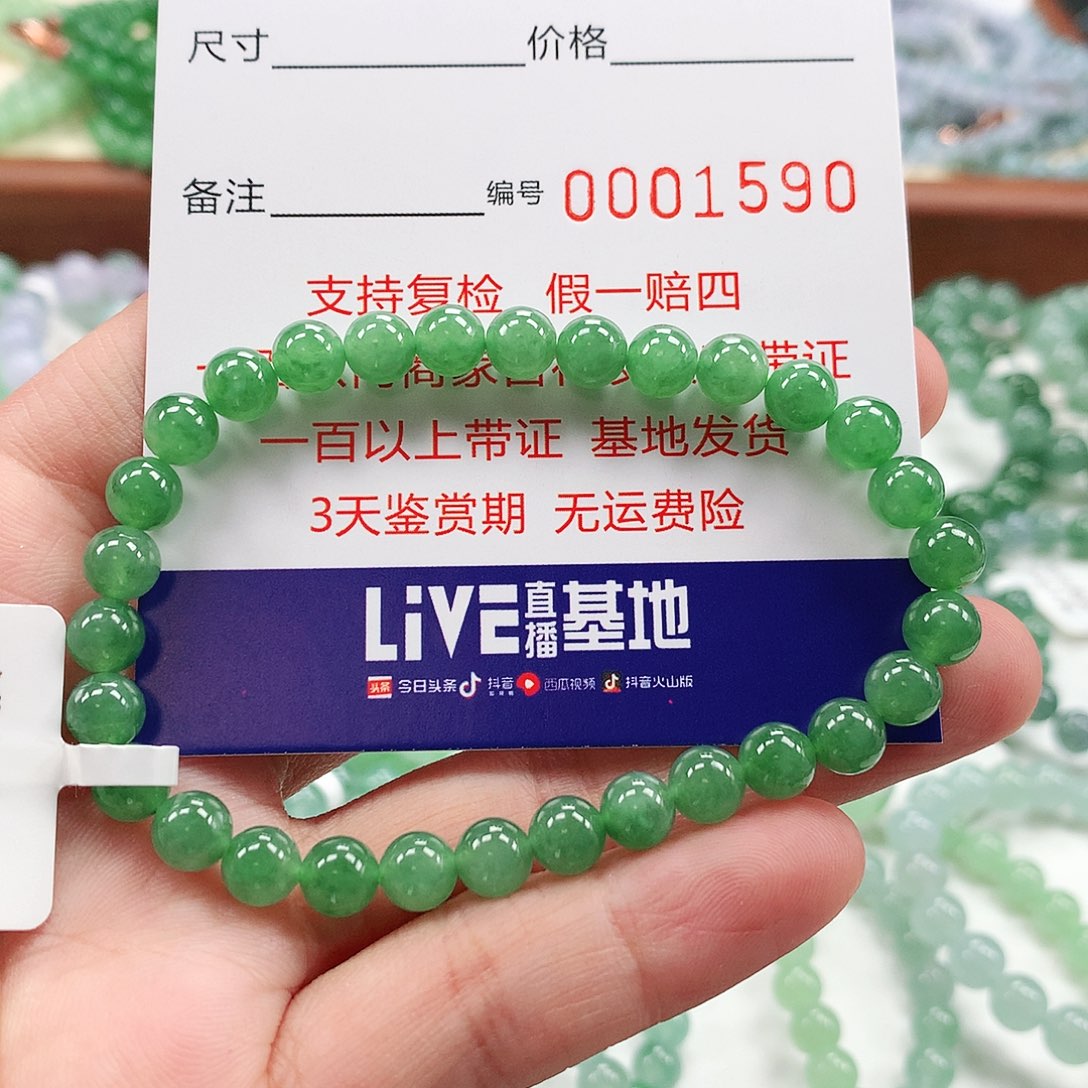 尺寸 价格
备注 编号 0001590
支持复检 假一赔四
带证
一百以上带证 基地发货
3天鉴赏期 无运费险
LiVE直播基地
今日头条 抖音 西瓜视频 抖音火山版